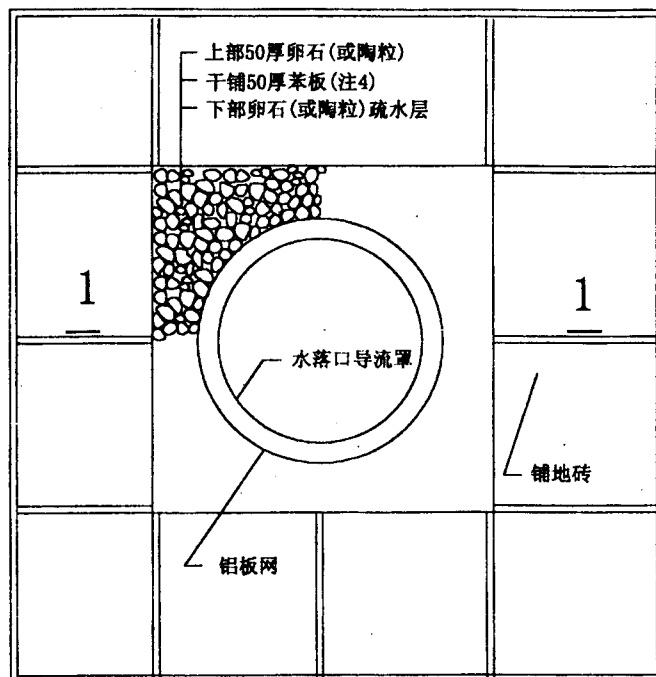 上部50厚卵石(或陶粒)
干铺50厚苯板(注4)
下部卵石(或陶粒)疏水层
1
1
水落口导流罩
铺地砖
铝板网